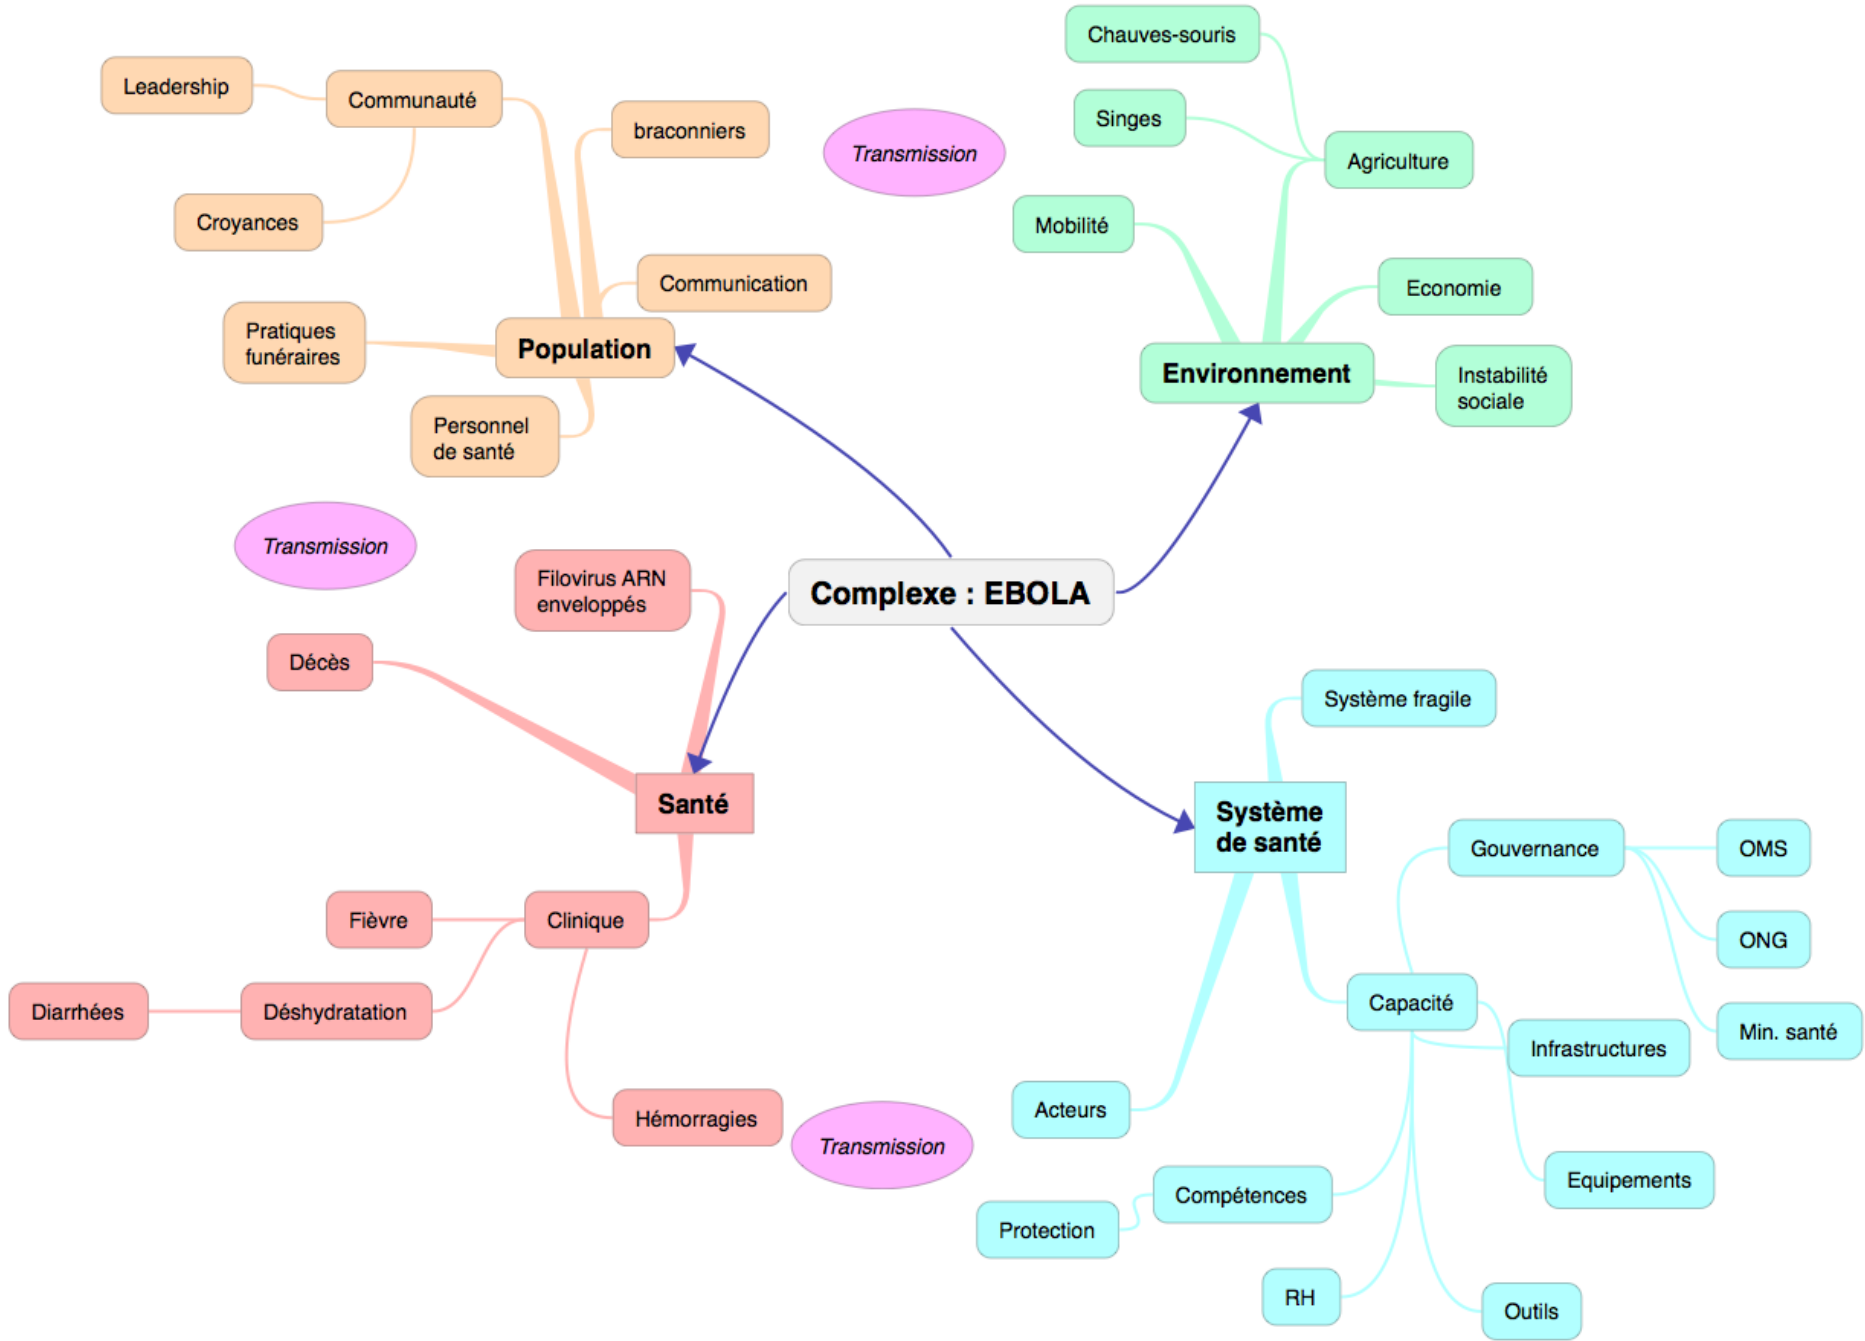 Chauves-souris
Leadership
Communauté
braconniers
Singes
Transmission
Agriculture
Croyances
Mobilité
Communication
Economie
Pratiques
funéraires
Population
Environnement
Instabilité
sociale
Personnel
de santé
Transmission
Filovirus ARN
enveloppés
Complexe : EBOLA
Décès
Système fragile
Santé
Système
de santé
Gouvernance
OMS
Fièvre
Clinique
ONG
Diarrhées
Déshydratation
Capacité
Min. santé
Infrastructures
Acteurs
Hémorragies
Transmission
Equipements
Compétences
Protection
RH
Outils